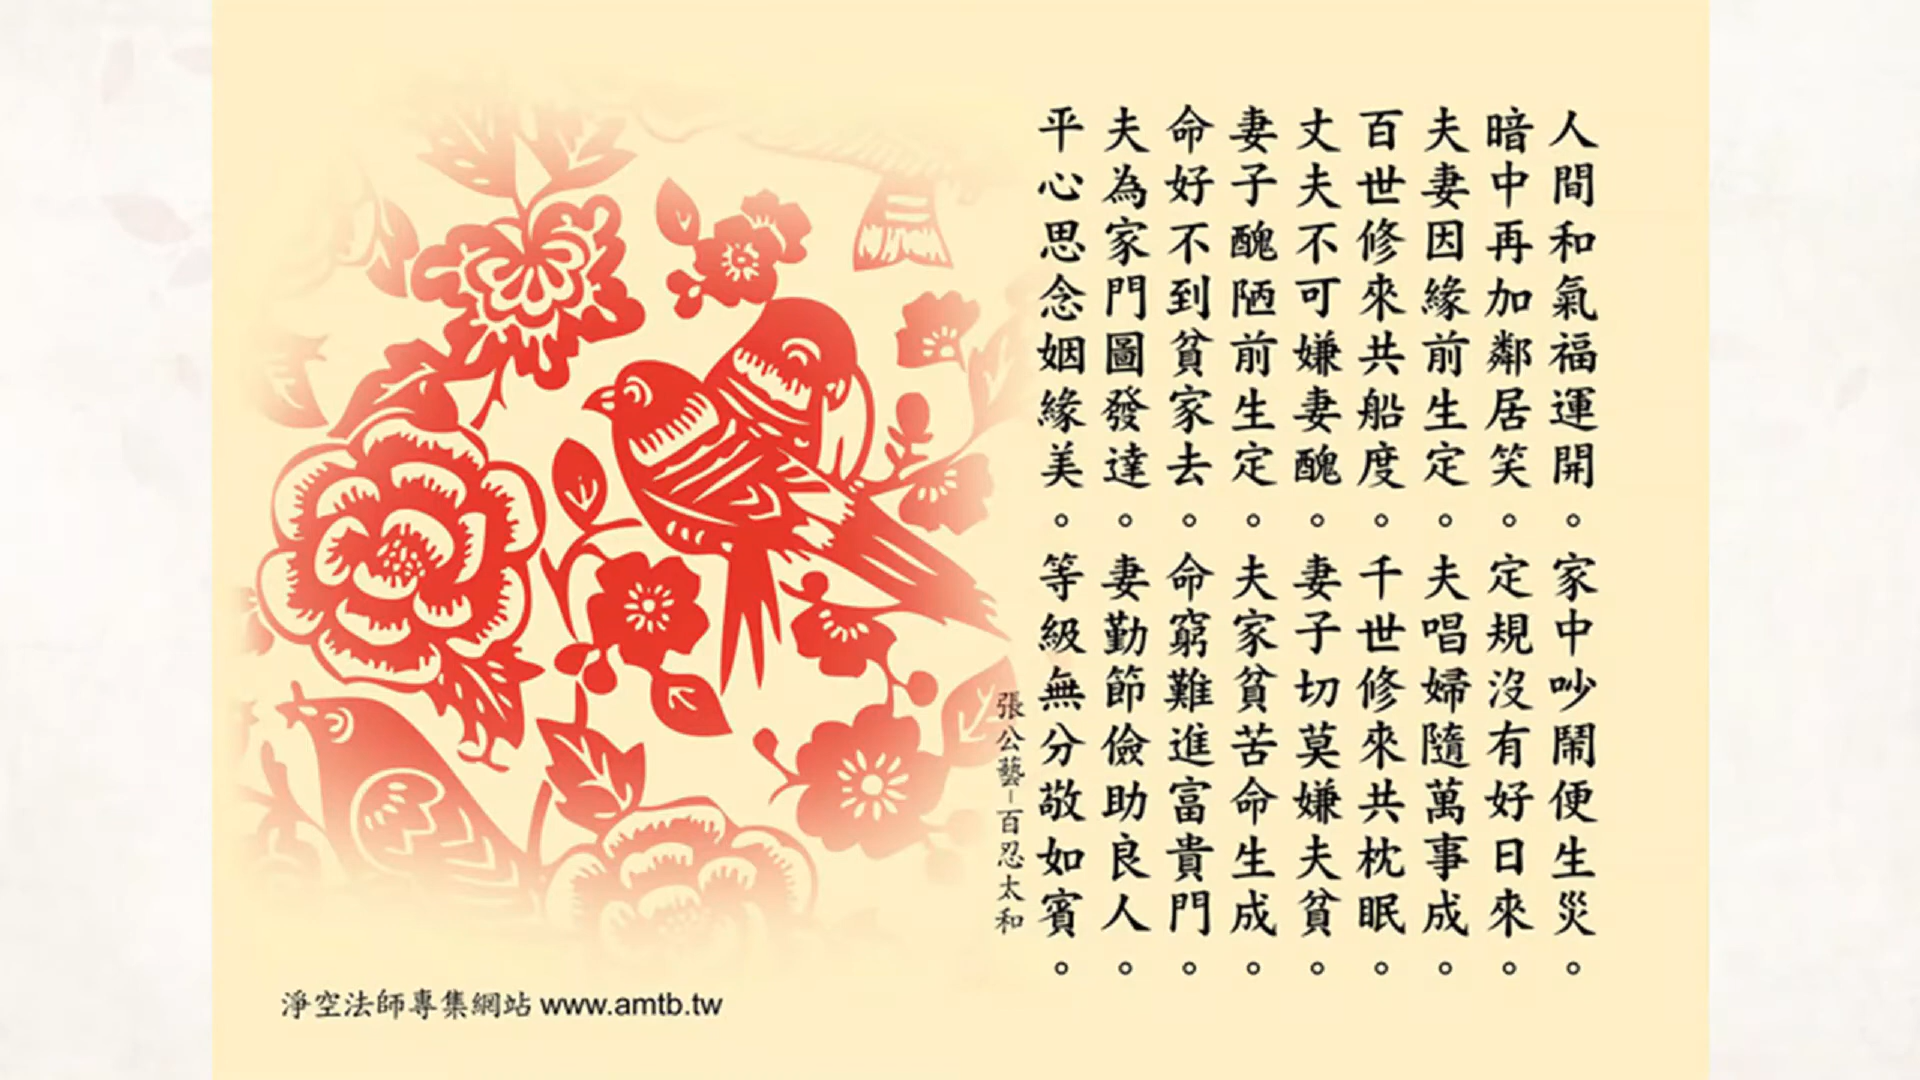 人間和氣福運開。家中吵鬧便生災。
暗中再加鄰居笑。定規沒有好日來。
夫妻因緣前生定。夫唱婦隨萬事成。
百世修來共船度。千世修來共枕眠。
丈夫不可嫌妻醜。妻子切莫嫌夫貧。
妻子醜陋前生定。夫家貧苦命生成。
命好不到貧家去。命窮難進富貴門。
夫為家門圖發達。妻勤節儉助良人。
平心思念姻緣美。等級無分敬如賓。
張公藝–百忍太和
淨空法師專集網站 www.amtb.tw